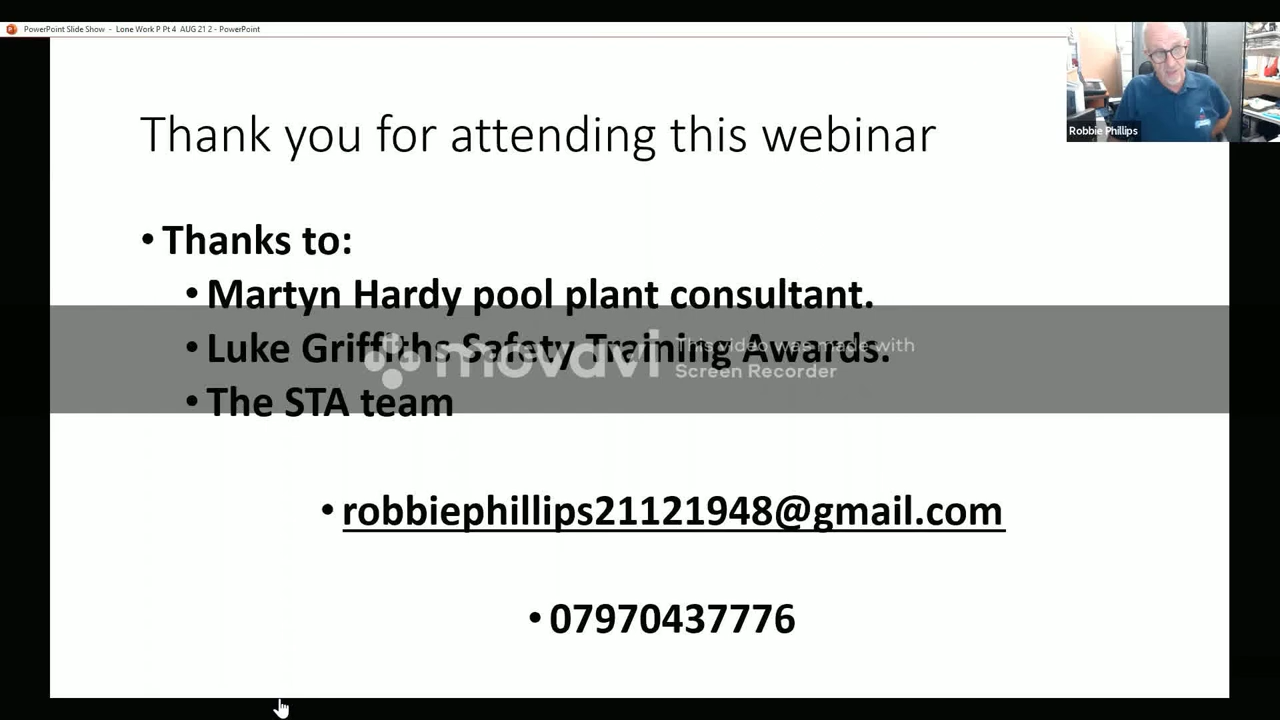 PowerPoint Slide Show - Lone Work P Pt 4 AUG 21 2 - PowerPoint
Robbie Phillips
Thank you for attending this webinar
• Thanks to:
• Martyn Hardy pool plant consultant.
• Luke Griffiths Safety Training Awards.
movavi
This video was made with
Screen Recorder
• The STA team
• robbiephillips21121948@gmail.com
• 07970437776